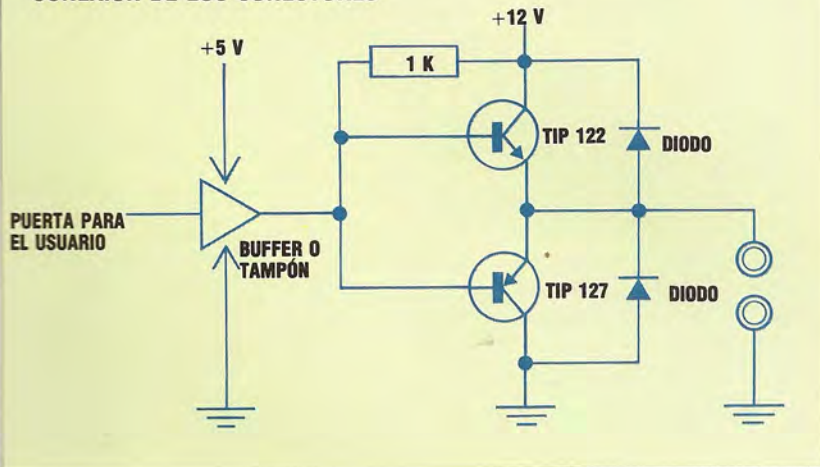 +5 V
+12 V
1 K
TIP 122
DIODO
PUERTA PARA
EL USUARIO
BUFFER O
TAMPÓN
TIP 127
DIODO